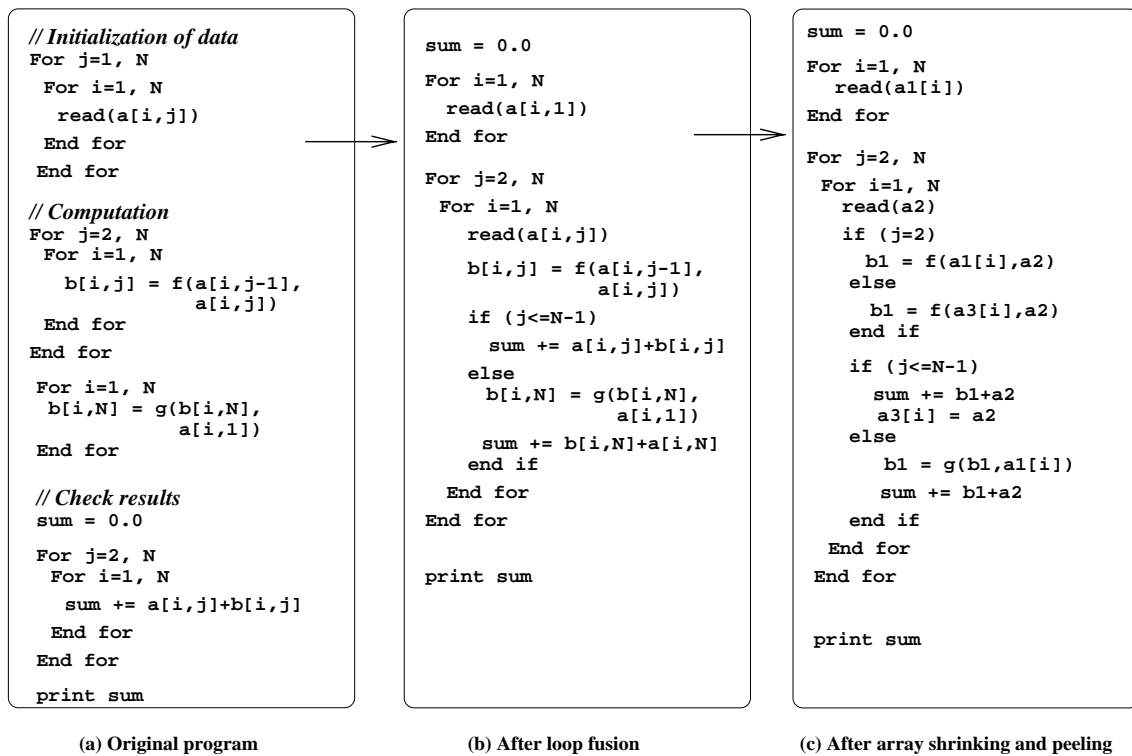 // Initialization of data
For j=1, N
For i=1, N
read(a[i,j])
End for
End for
// Computation
For j=2, N
For i=1, N
b[i,j] = f(a[i,j-1],
a[i,j])
End for
End for
For i=1, N
b[i,N] = g(b[i,N],
a[i,1])
End for
// Check results
sum = 0.0
For j=2, N
For i=1, N
sum += a[i,j]+b[i,j]
End for
End for
print sum
(a) Original program
sum = 0.0
For i=1, N
read(a[i,1])
End for
For j=2, N
For i=1, N
read(a[i,j])
b[i,j] = f(a[i,j-1],
a[i,j])
if (j<=N-1)
sum += a[i,j]+b[i,j]
else
b[i,N] = g(b[i,N],
a[i,1])
sum += b[i,N]+a[i,N]
end if
End for
End for
print sum
(b) After loop fusion
sum = 0.0
For i=1, N
read(a1[i])
End for
For j=2, N
For i=1, N
read(a2)
if (j=2)
b1 = f(a1[i],a2)
else
b1 = f(a3[i],a2)
end if
if (j<=N-1)
sum += b1+a2
a3[i] = a2
else
b1 = g(b1,a1[i])
sum += b1+a2
end if
End for
End for
print sum
(c) After array shrinking and peeling